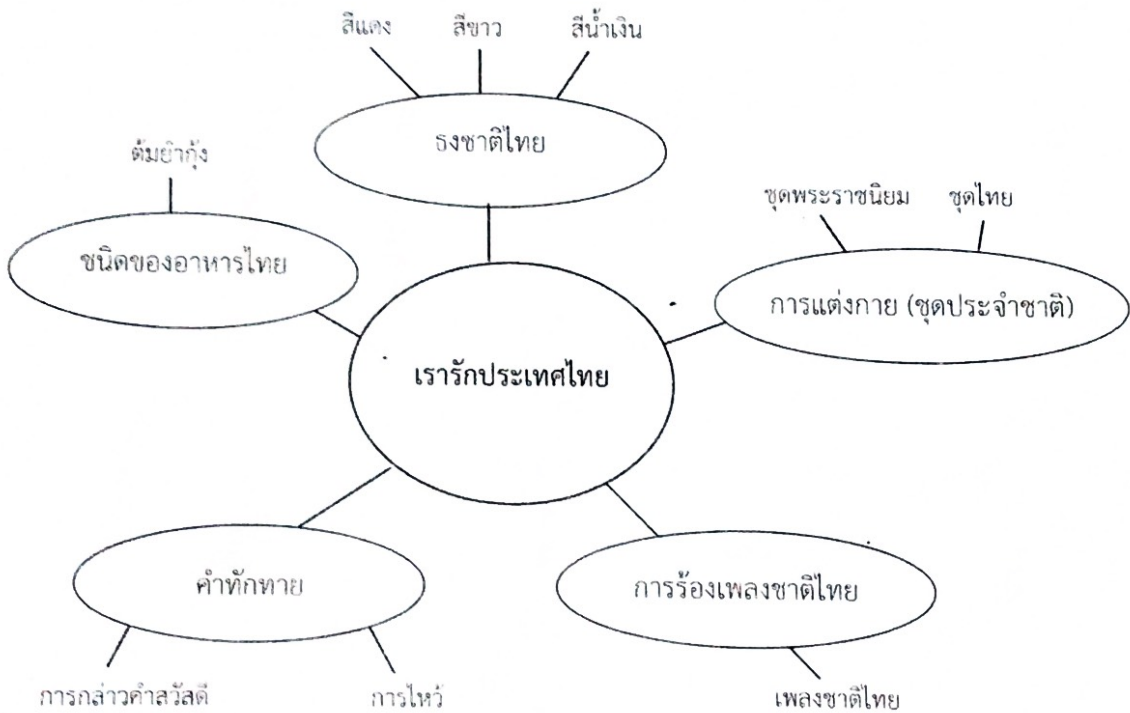 สีแดง
สีขาว
สีน้ำเงิน
ธงชาติไทย
ต้มยำกุ้ง
ชนิดของอาหารไทย
ชุดพระราชนิยม
ชุดไทย
การแต่งกาย (ชุดประจำชาติ)
เรารักประเทศไทย
คำทักทาย
การกล่าวคำสวัสดี
การไหว้
การร้องเพลงชาติไทย
เพลงชาติไทย